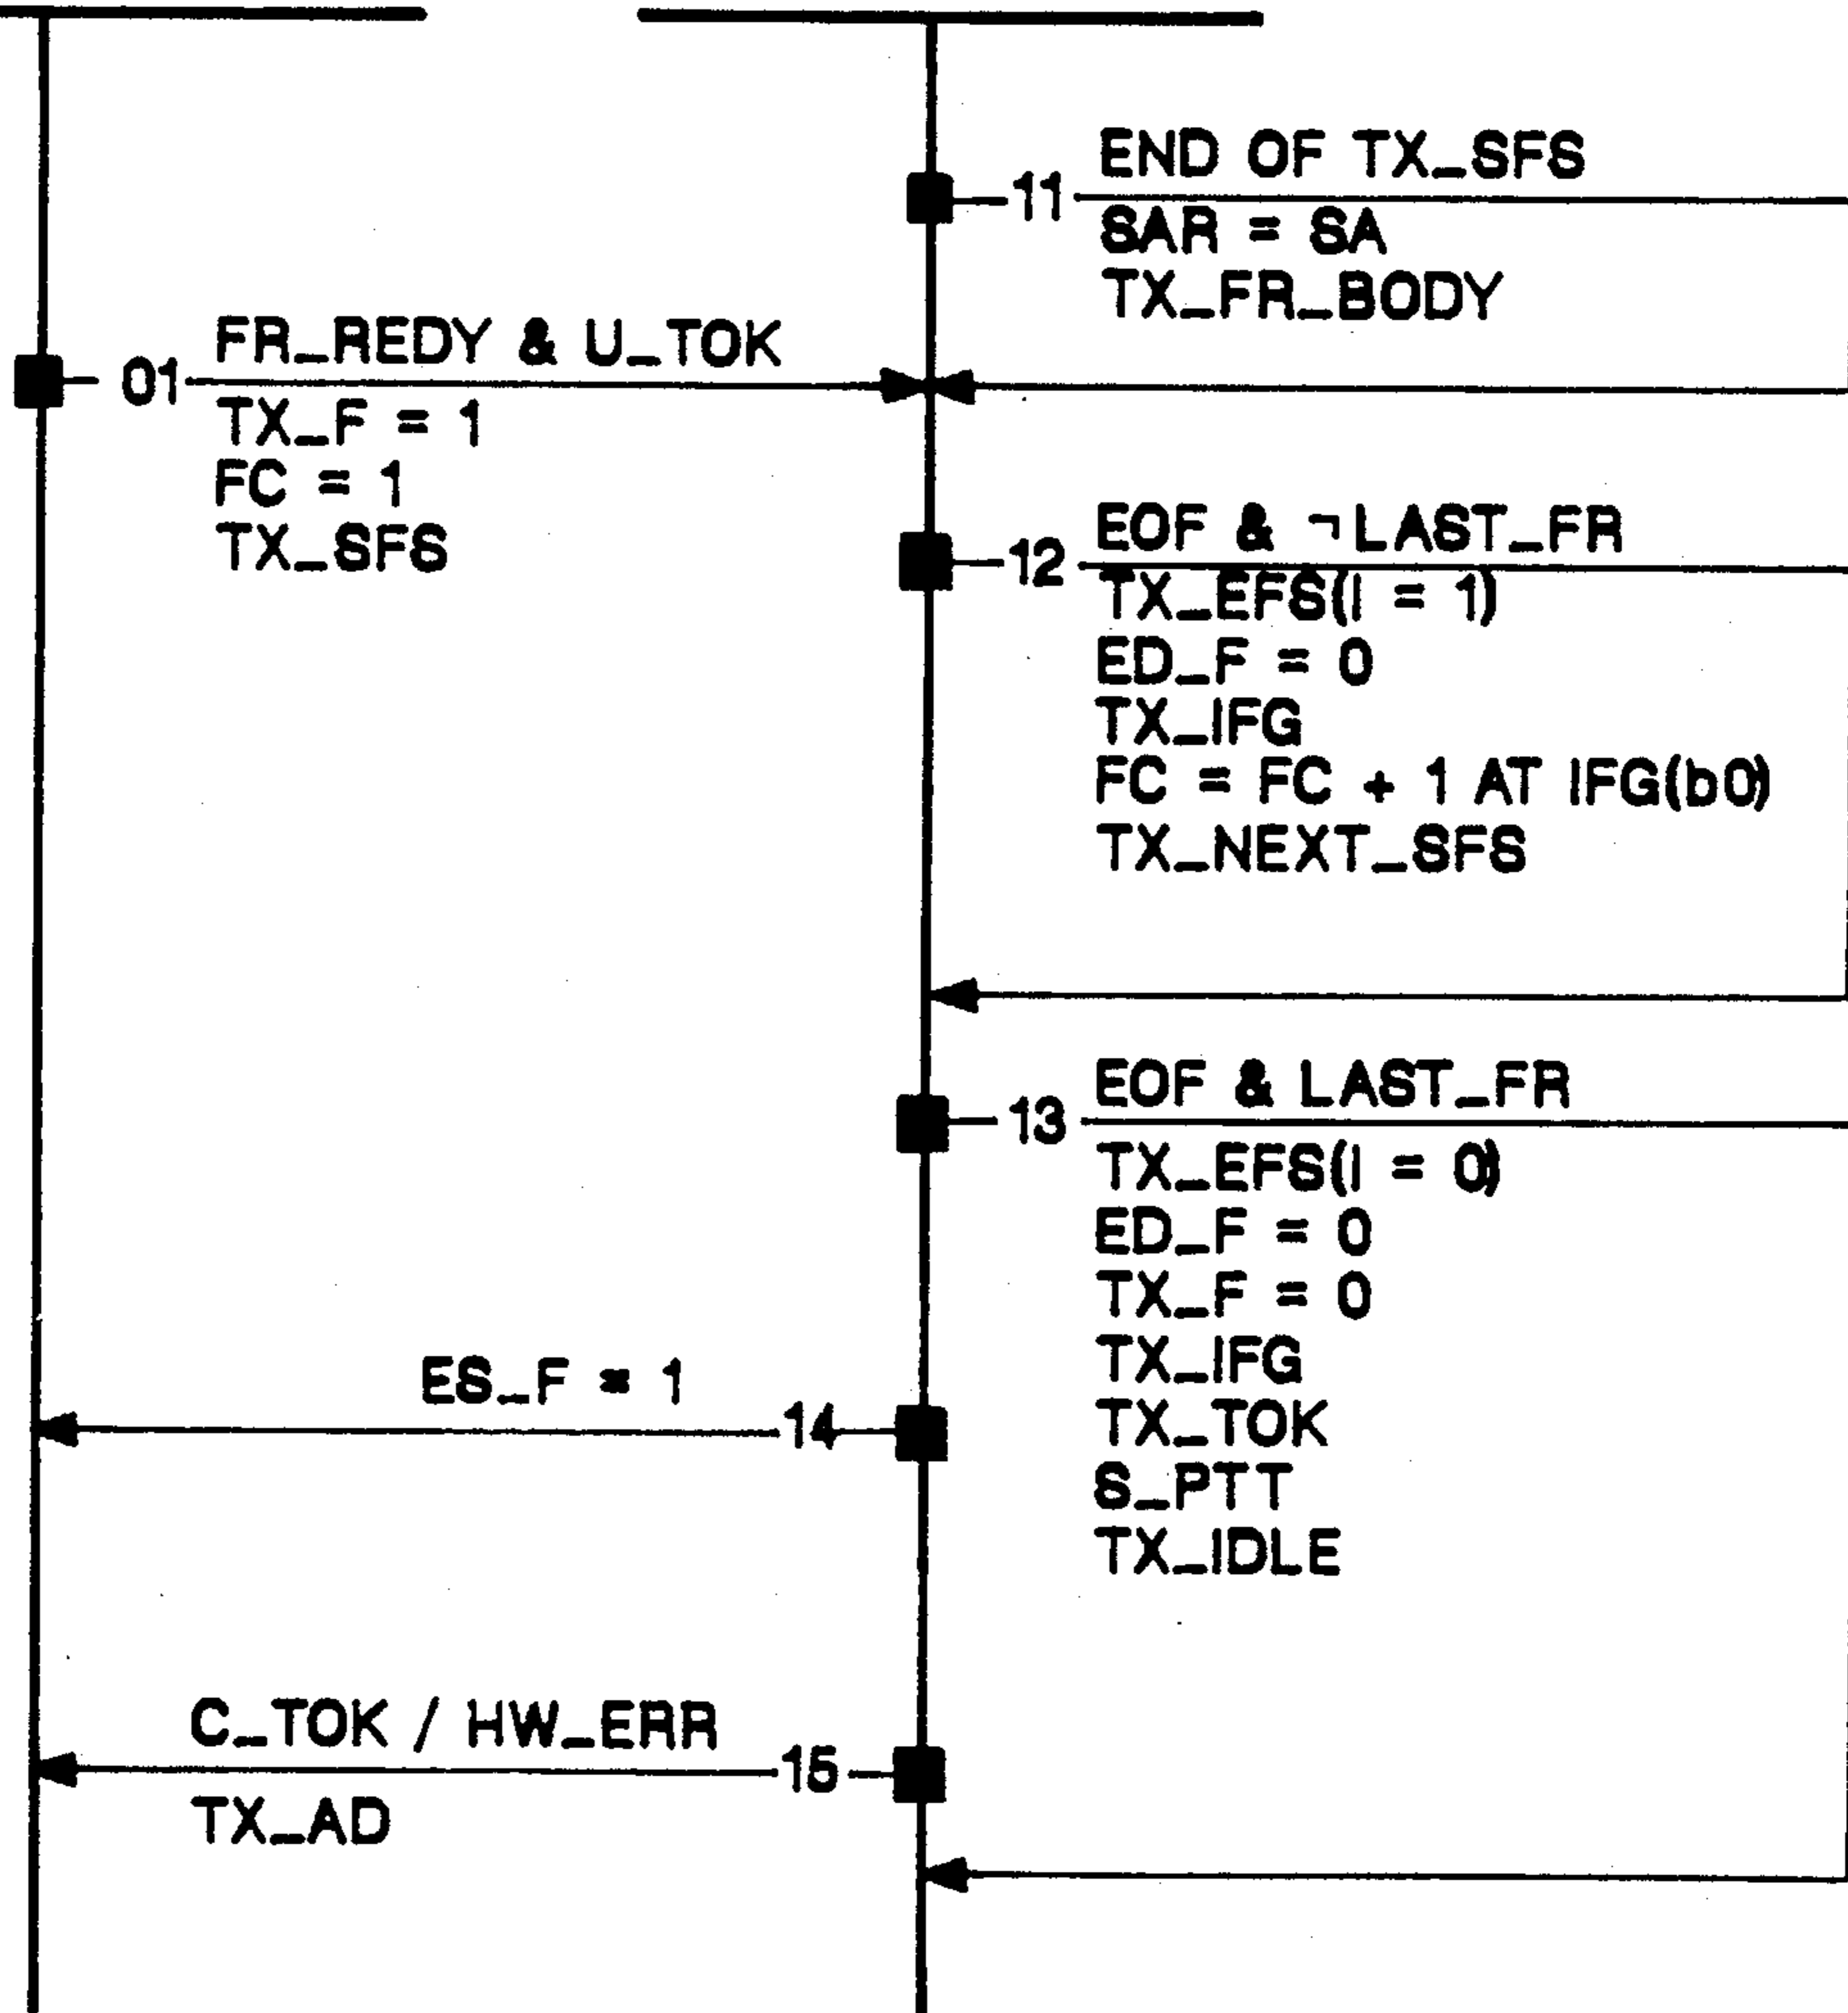 END OF TX_SFS
11
SAR = SA
TX_FR_BODY
FR_REDY & U_TOK
01
TX_F = 1
FC = 1
TX_SFS
EOF & ¬LAST_FR
12
TX_EFS(I = 1)
ED_F = 0
TX_IFG
FC = FC + 1 AT IFG(b0)
TX_NEXT_SFS
EOF & LAST_FR
13
TX_EFS(I = 0)
ED_F = 0
TX_F = 0
TX_IFG
TX_TOK
S_PTT
TX_IDLE
ES_F = 1
14
C_TOK / HW_ERR
15
TX_AD